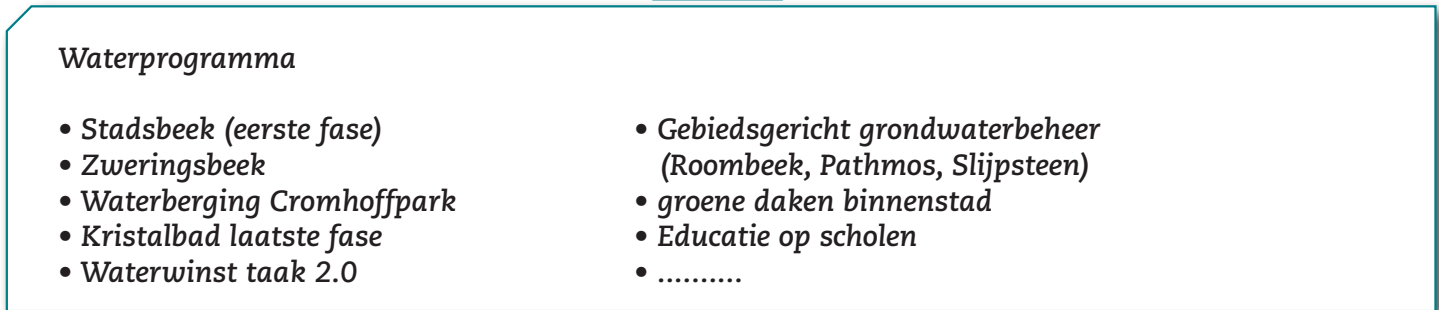 Waterprogramma
• Stadsbeek (eerste fase)
• Zweringsbeek
• Waterberging Cromhoffpark
• Kristalbad laatste fase
• Waterwinst taak 2.0
• Gebiedsgericht grondwaterbeheer
(Roombeek, Pathmos, Slijpsteen)
• groene daken binnenstad
• Educatie op scholen
• ..........